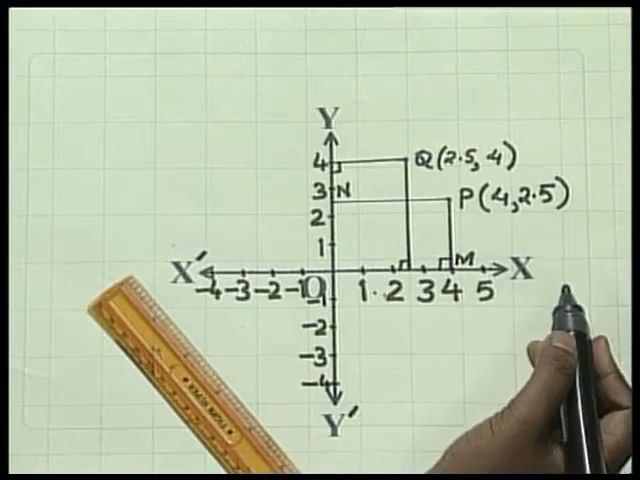 Y
4 Q(2.5, 4)
3 N P(4, 2.5)
2
1
X′ M X
-4 -3 -2 -1 O 1 2 3 4 5
-1
-2
-3
-4
Y′